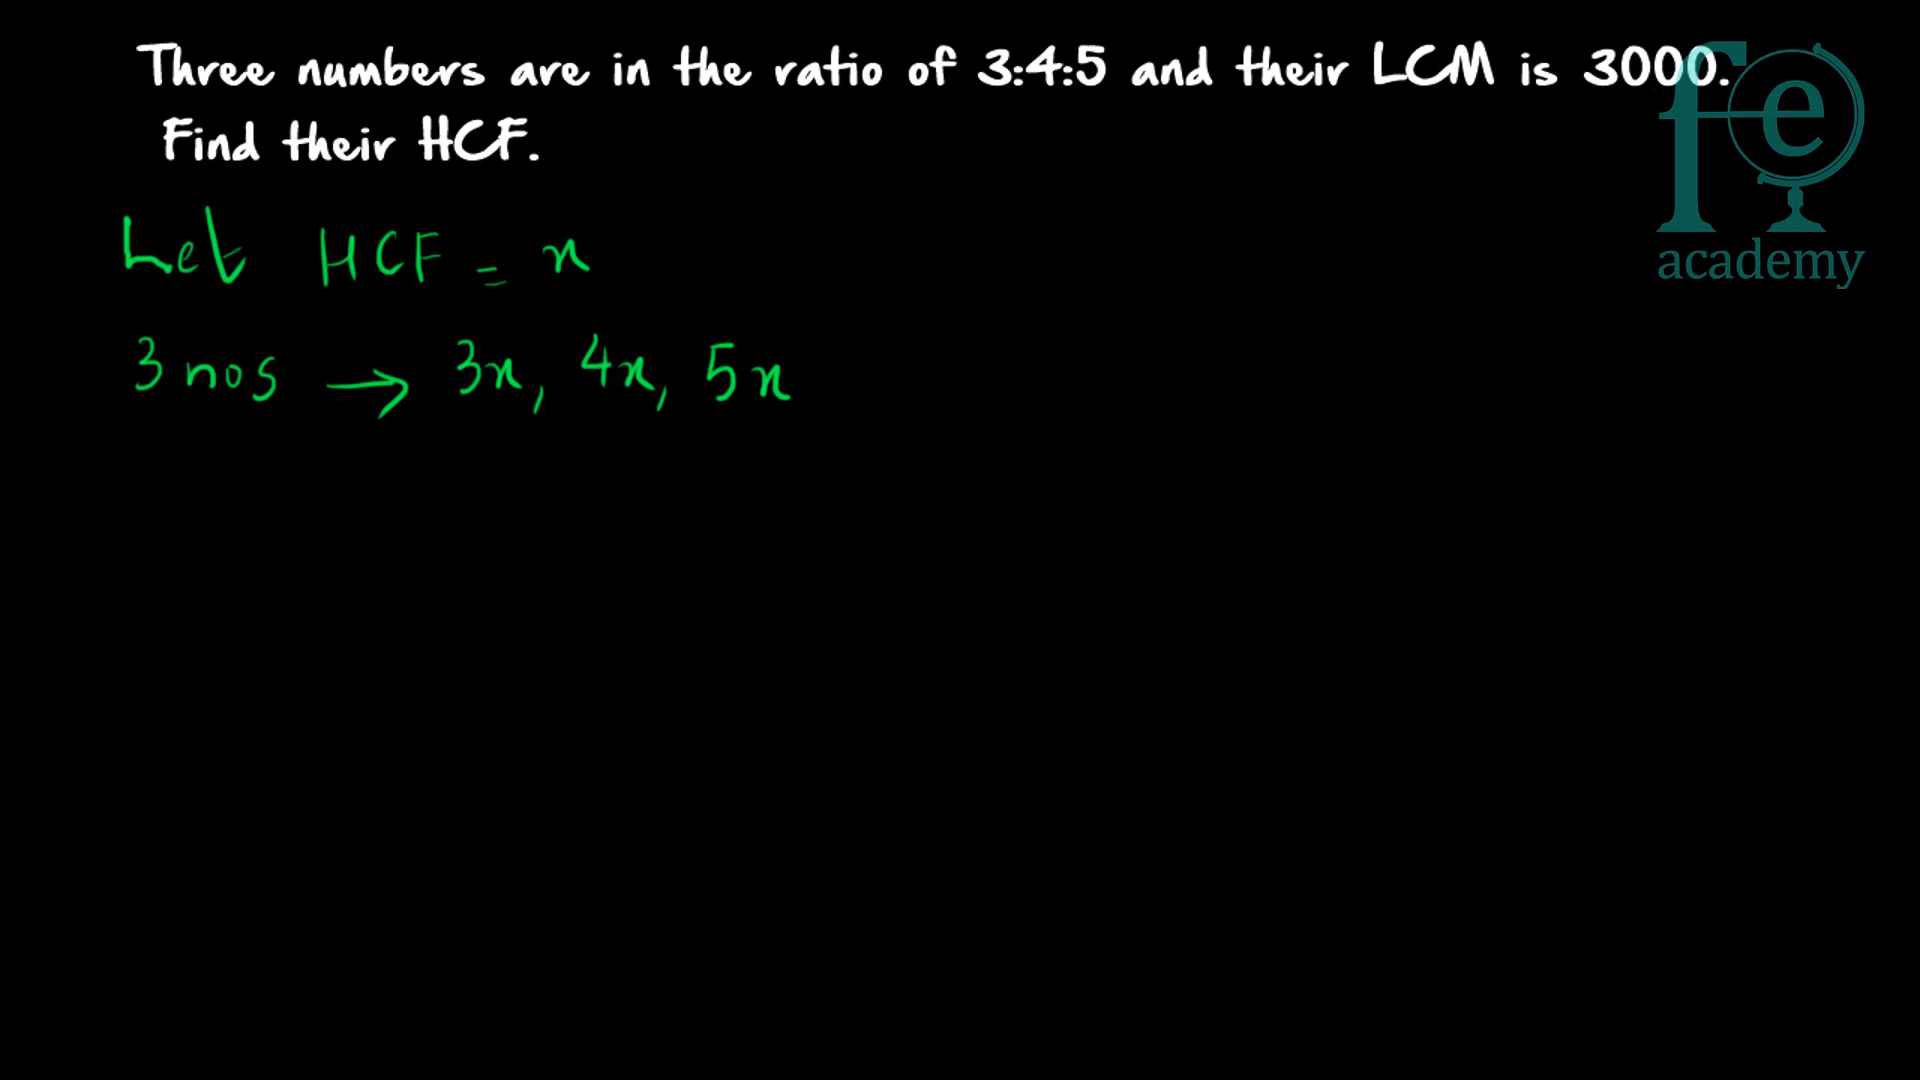 Three numbers are in the ratio of 3:4:5 and their LCM is 3000.
Find their HCF.
fe
academy
Let HCF = x
3 nos → 3x, 4x, 5x